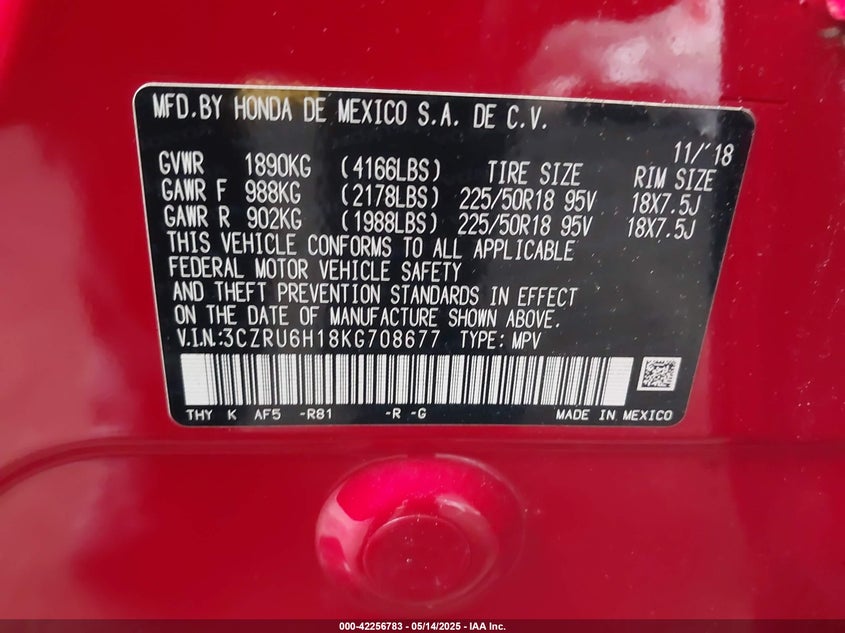 MFD. BY HONDA DE MEXICO S.A. DE C.V.
11/'18
GVWR 1890KG (4166LBS) TIRE SIZE RIM SIZE
GAWR F 988KG (2178LBS) 225/50R18 95V 18X7.5J
GAWR R 902KG (1988LBS) 225/50R18 95V 18X7.5J
THIS VEHICLE CONFORMS TO ALL APPLICABLE
FEDERAL MOTOR VEHICLE SAFETY
AND THEFT PREVENTION STANDARDS IN EFFECT
ON THE DATE OF MANUFACTURE SHOWN ABOVE.
V.I.N.:3CZRU6H18KG708677 TYPE: MPV
THY K AF5 -R81 -R -G MADE IN MEXICO
000-42256783 - 05/14/2025 - IAA Inc.